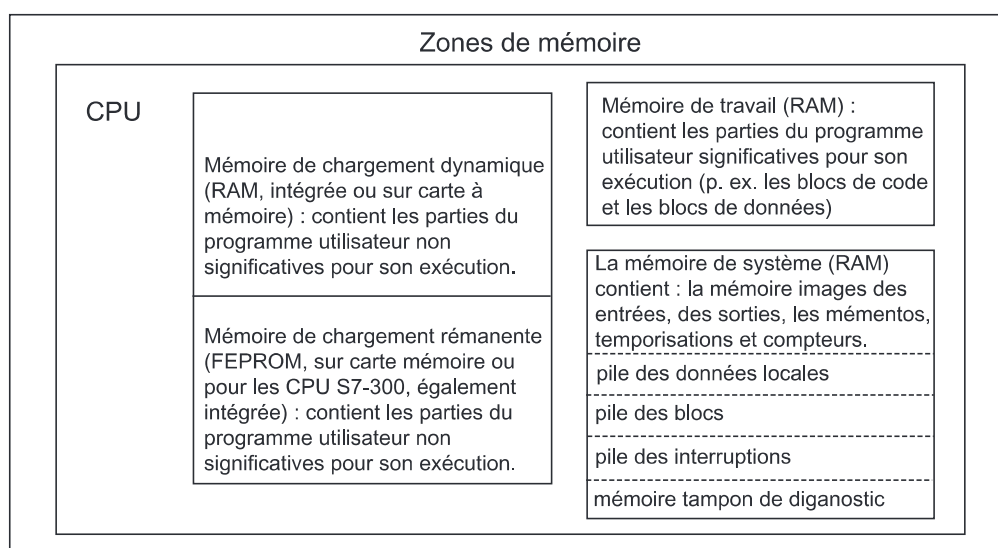 Zones de mémoire
CPU
Mémoire de chargement dynamique
(RAM, intégrée ou sur carte à
mémoire) : contient les parties du
programme utilisateur non
significatives pour son exécution.
Mémoire de chargement rémanente
(FEPROM, sur carte mémoire ou
pour les CPU S7-300, également
intégrée) : contient les parties du
programme utilisateur non
significatives pour son exécution.
Mémoire de travail (RAM) :
contient les parties du programme
utilisateur significatives pour son
exécution (p. ex. les blocs de code
et les blocs de données)
La mémoire de système (RAM)
contient : la mémoire images des
entrées, des sorties, les mémentos,
temporisations et compteurs.
pile des données locales
pile des blocs
pile des interruptions
mémoire tampon de diganostic